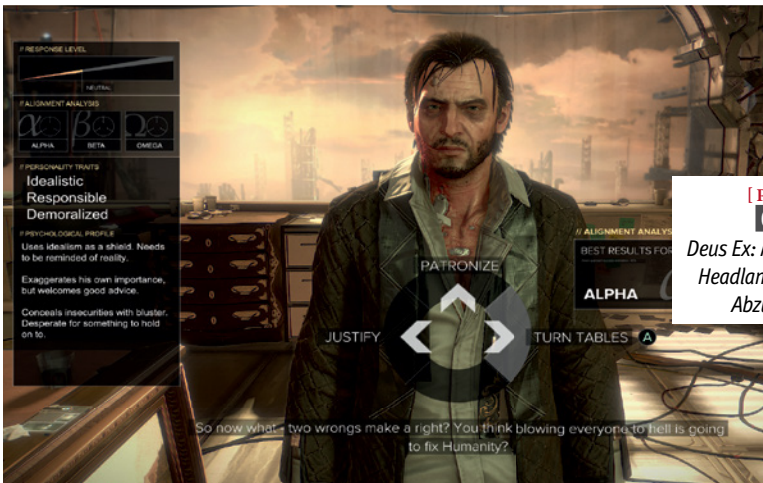 // RESPONSE LEVEL
NEUTRAL
// ALIGNMENT ANALYSIS
ALPHA
BETA
OMEGA
// PERSONALITY TRAITS
Idealistic
Responsible
Demoralized
// PSYCHOLOGICAL PROFILE
Uses idealism as a shield. Needs
to be reminded of reality.
Exaggerates his own importance,
but welcomes good advice.
Conceals insecurities with bluster.
Desperate for something to hold
on to.
PATRONIZE
JUSTIFY
TURN TABLES A
// ALIGNMENT ANALYS
BEST RESULTS FOR
ALPHA
So now what - two wrongs make a right? You think blowing everyone to hell is going
to fix Humanity?
Deus Ex:
Headlan
Abz